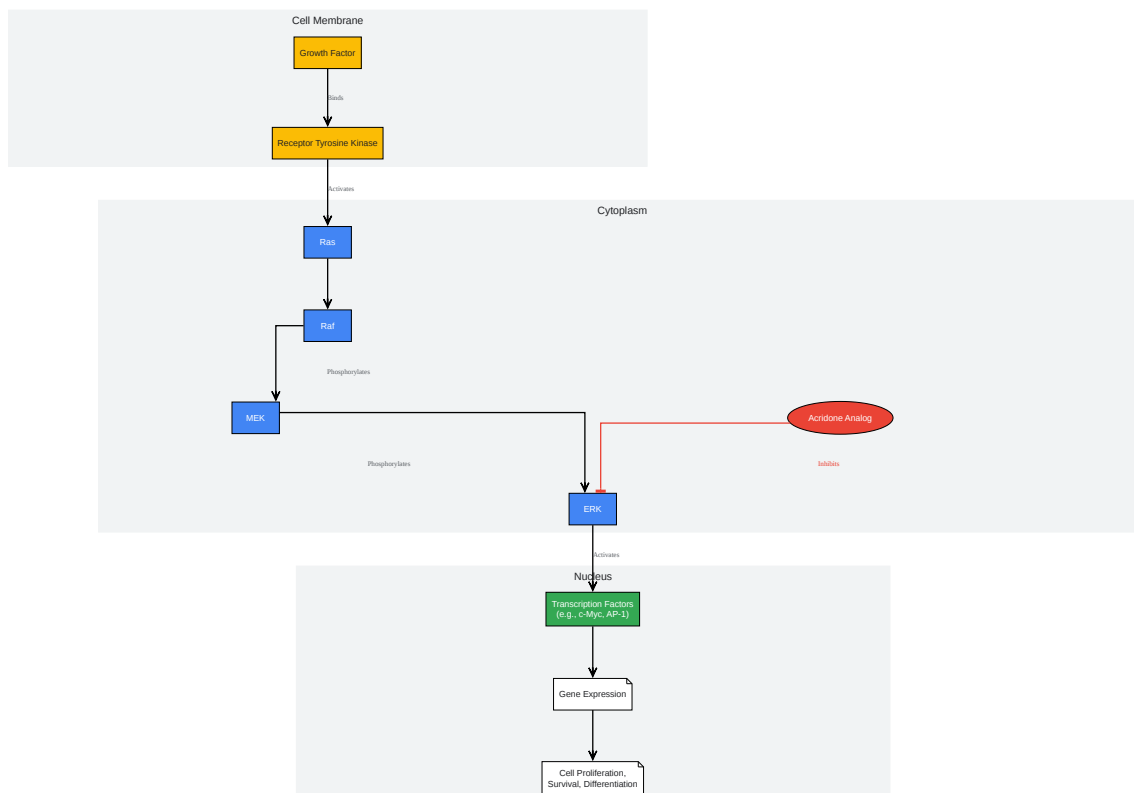 Cell Membrane
Growth Factor
Binds
Receptor Tyrosine Kinase
Activates
Cytoplasm
Ras
Raf
Phosphorylates
MEK
Acridone Analog
Phosphorylates
Inhibits
ERK
Activates
Nucleus
Transcription Factors
(e.g., c-Myc, AP-1)
Gene Expression
Cell Proliferation,
Survival, Differentiation